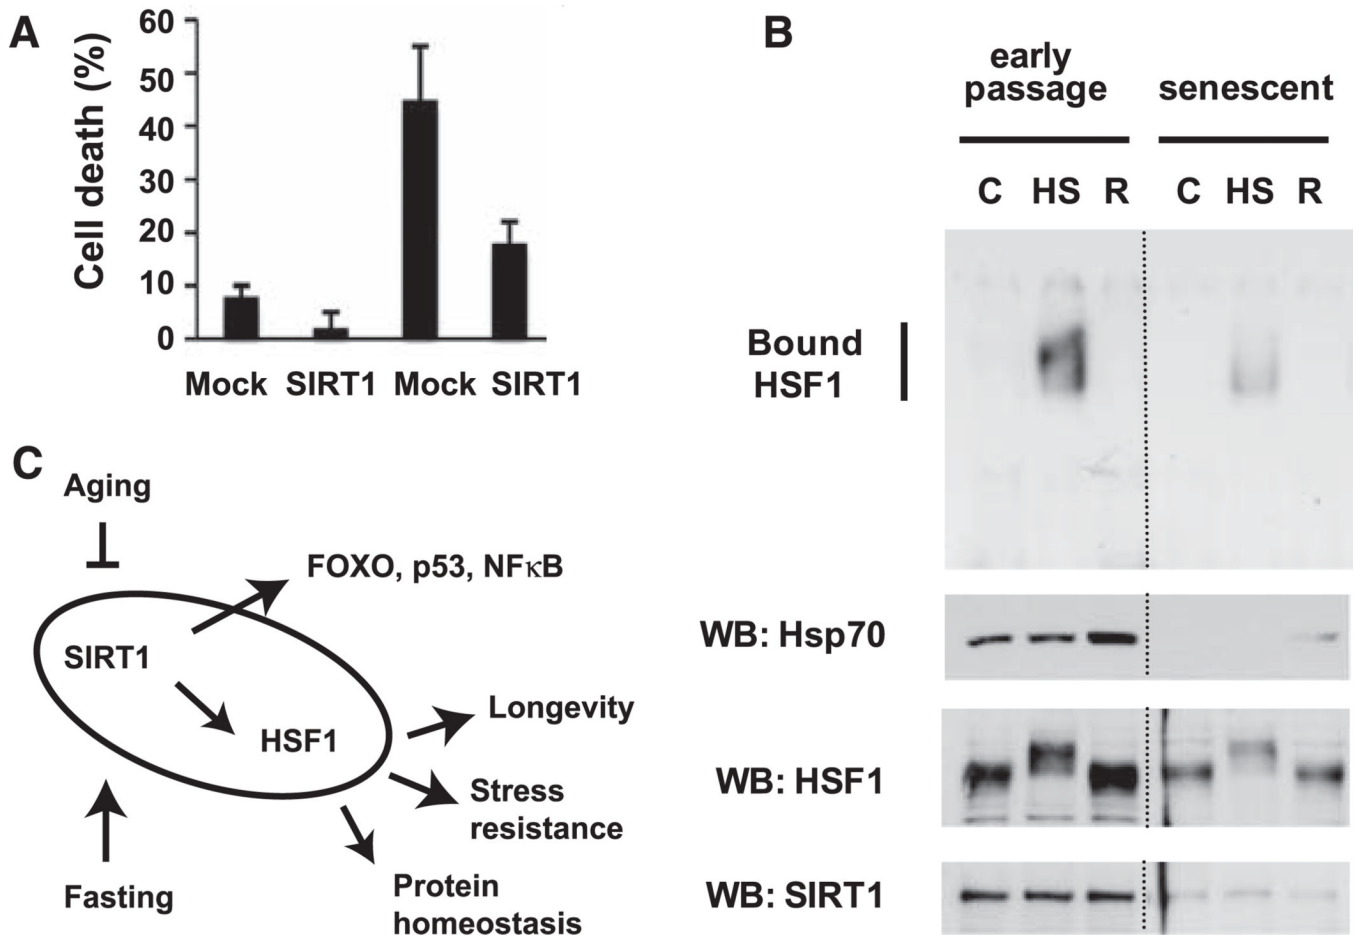 A
Cell death (%)
60
50
40
30
20
10
0
Mock SIRT1 Mock SIRT1
B
early
passage
senescent
C HS R C HS R
Bound
HSF1
WB: Hsp70
WB: HSF1
WB: SIRT1
C
Aging
FOXO, p53, NFκB
SIRT1
HSF1
Longevity
Stress
resistance
Protein
homeostasis
Fasting